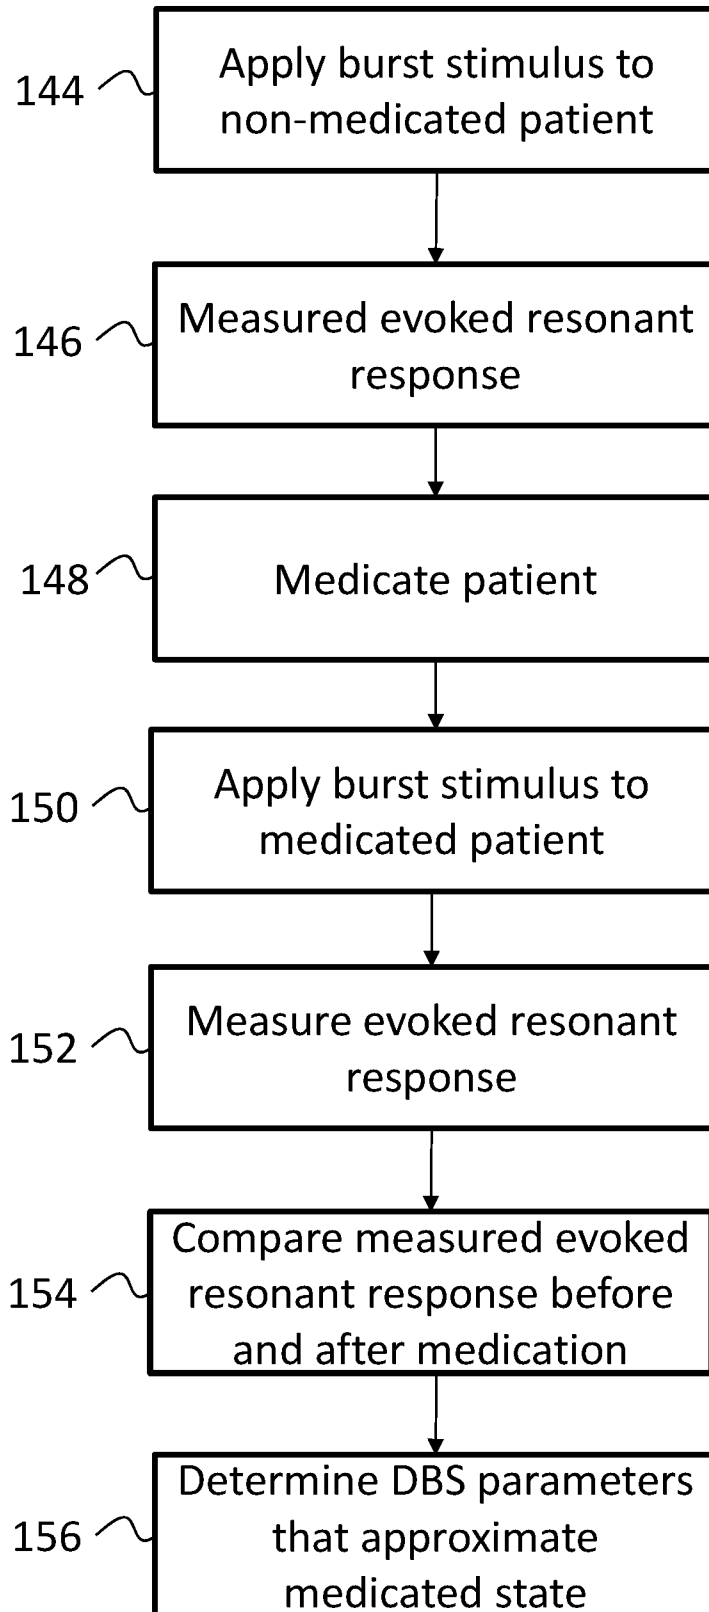 144
Apply burst stimulus to
non-medicated patient
146
Measured evoked resonant
response
148
Medicate patient
150
Apply burst stimulus to
medicated patient
152
Measure evoked resonant
response
154
Compare measured evoked
resonant response before
and after medication
156
Determine DBS parameters
that approximate
medicated state